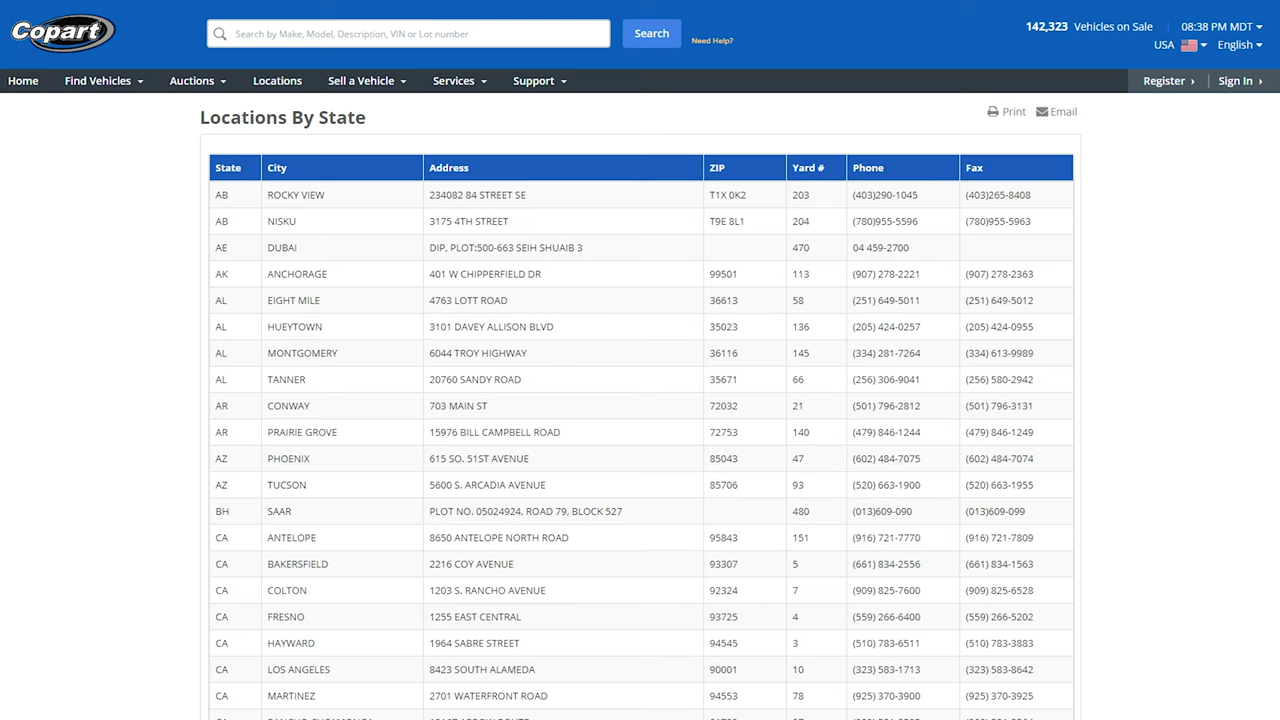 Copart
Search by Make, Model, Description, VIN or Lot number
Search
Need Help?
142,323 Vehicles on Sale
08:38 PM MDT
USA
English
Home Find Vehicles Auctions Locations Sell a Vehicle Services Support Register › Sign In ›
Locations By State
Print Email
State City Address ZIP Yard # Phone Fax
AB ROCKY VIEW 234082 84 STREET SE T1X 0K2 203 (403)290-1045 (403)265-8408
AB NISKU 3175 4TH STREET T9E 8L1 204 (780)955-5596 (780)955-5963
AE DUBAI DIP, PLOT:500-663 SEIH SHUAIB 3 470 04 459-2700
AK ANCHORAGE 401 W CHIPPERFIELD DR 99501 113 (907) 278-2221 (907) 278-2363
AL EIGHT MILE 4763 LOTT ROAD 36613 58 (251) 649-5011 (251) 649-5012
AL HUEYTOWN 3101 DAVEY ALLISON BLVD 35023 136 (205) 424-0257 (205) 424-0955
AL MONTGOMERY 6044 TROY HIGHWAY 36116 145 (334) 281-7264 (334) 613-9989
AL TANNER 20760 SANDY ROAD 35671 66 (256) 306-9041 (256) 580-2942
AR CONWAY 703 MAIN ST 72032 21 (501) 796-2812 (501) 796-3131
AR PRAIRIE GROVE 15976 BILL CAMPBELL ROAD 72753 140 (479) 846-1244 (479) 846-1249
AZ PHOENIX 615 SO. 51ST AVENUE 85043 47 (602) 484-7075 (602) 484-7074
AZ TUCSON 5600 S. ARCADIA AVENUE 85706 93 (520) 663-1900 (520) 663-1955
BH SAAR PLOT NO. 05024924, ROAD 79, BLOCK 527 480 (013)609-090 (013)609-099
CA ANTELOPE 8650 ANTELOPE NORTH ROAD 95843 151 (916) 721-7770 (916) 721-7809
CA BAKERSFIELD 2216 COY AVENUE 93307 5 (661) 834-2556 (661) 834-1563
CA COLTON 1203 S. RANCHO AVENUE 92324 7 (909) 825-7600 (909) 825-6528
CA FRESNO 1255 EAST CENTRAL 93725 4 (559) 266-6400 (559) 266-5202
CA HAYWARD 1964 SABRE STREET 94545 3 (510) 783-6511 (510) 783-3883
CA LOS ANGELES 8423 SOUTH ALAMEDA 90001 10 (323) 583-1713 (323) 583-8642
CA MARTINEZ 2701 WATERFRONT ROAD 94553 78 (925) 370-3900 (925) 370-3925